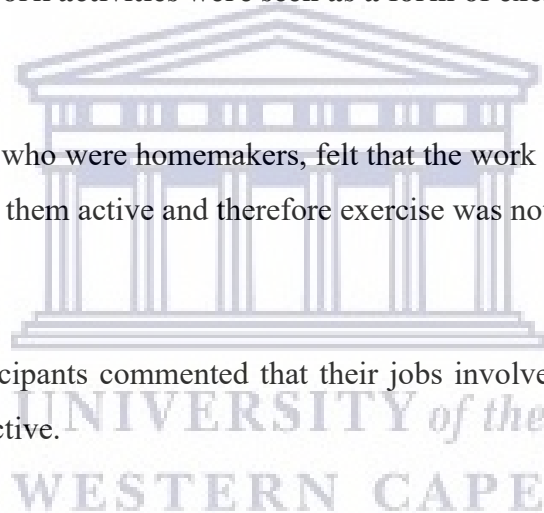 who were homemakers, felt that the work
them active and therefore exercise was
cipants commented that their jobs involve
UNIVERSITY of the
ctive.
WESTERN CAPE